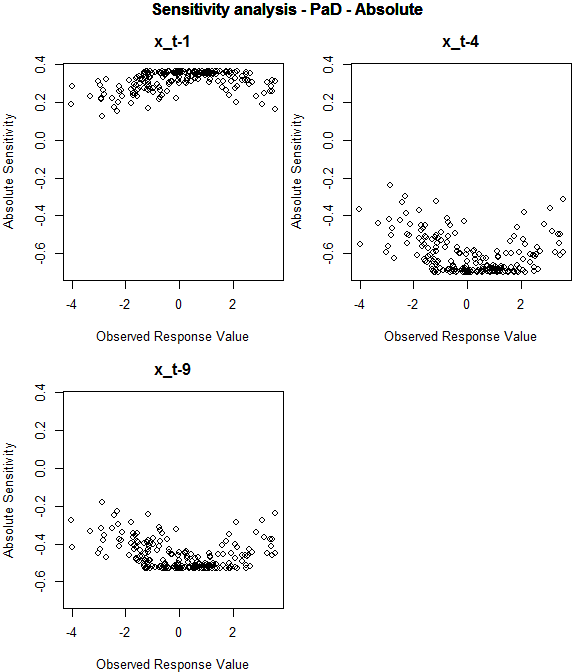 Sensitivity analysis - PaD - Absolute
x_t-1
Absolute Sensitivity
0.4
0.2
0.0
-0.2
-0.4
-0.6
-4 -2 0 2
Observed Response Value
x_t-4
Absolute Sensitivity
0.4
0.2
0.0
-0.2
-0.4
-0.6
-4 -2 0 2
Observed Response Value
x_t-9
Absolute Sensitivity
0.4
0.2
0.0
-0.2
-0.4
-0.6
-4 -2 0 2
Observed Response Value